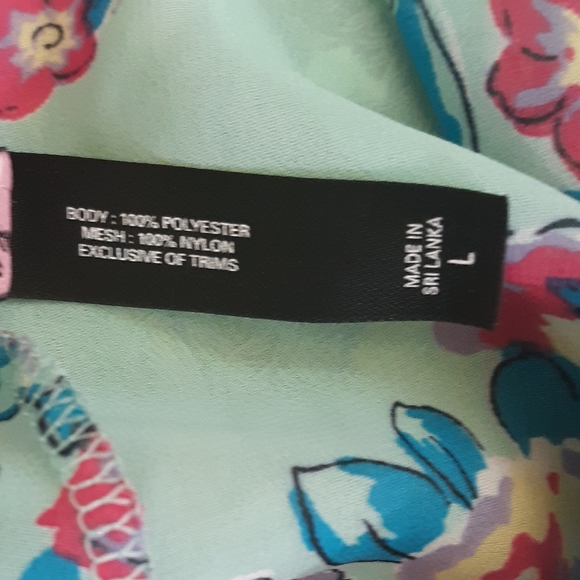 BODY : 100% POLYESTER
MESH : 100% NYLON
EXCLUSIVE OF TRIMS
MADE IN
SRI LANKA
L